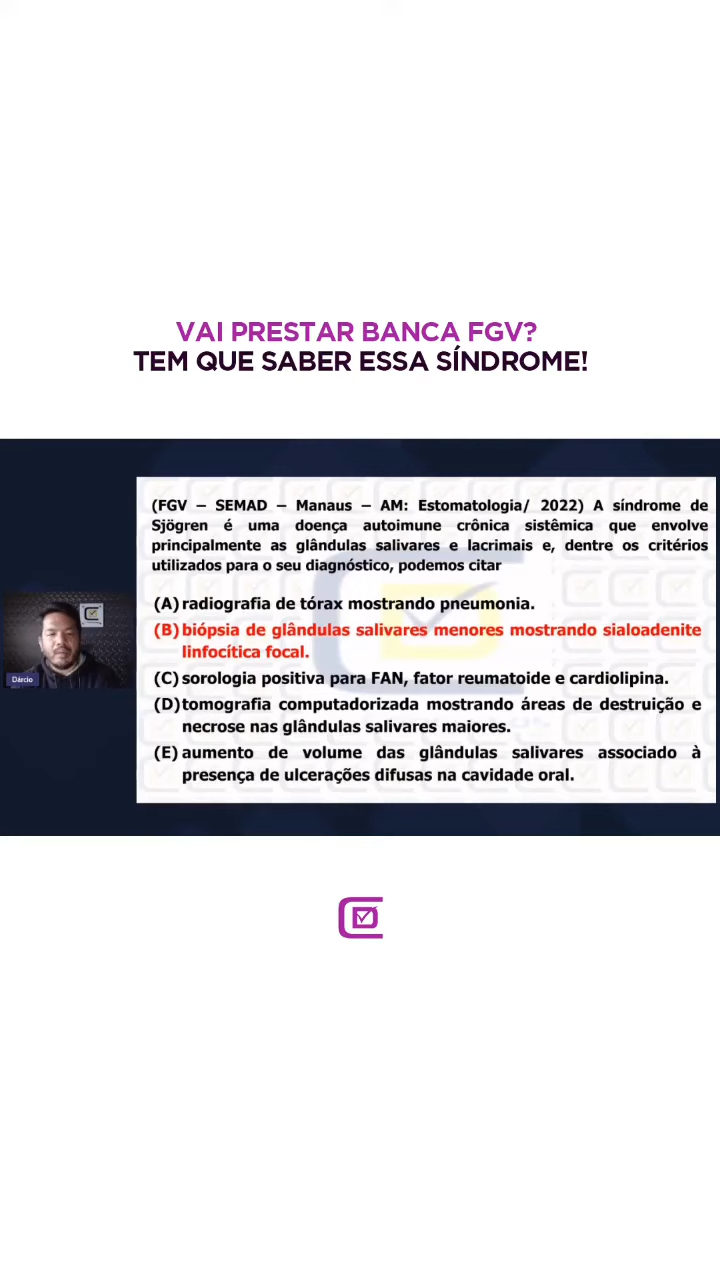 VAI PRESTAR BANCA FGV?
TEM QUE SABER ESSA SÍNDROME!
(FGV – SEMAD – Manaus – AM: Estomatologia/ 2022) A síndrome de
Sjögren é uma doença autoimune crônica sistêmica que envolve
principalmente as glândulas salivares e lacrimais e, dentre os critérios
utilizados para o seu diagnóstico, podemos citar
(A) radiografia de tórax mostrando pneumonia.
(B) biópsia de glândulas salivares menores mostrando sialoadenite
linfocítica focal.
(C) sorologia positiva para FAN, fator reumatoide e cardiolipina.
(D) tomografia computadorizada mostrando áreas de destruição e
necrose nas glândulas salivares maiores.
(E) aumento de volume das glândulas salivares associado à
presença de ulcerações difusas na cavidade oral.
Dárcio